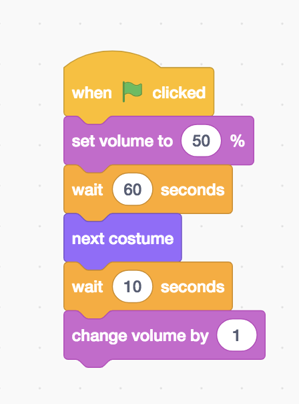 when clicked
set volume to 50 %
wait 60 seconds
next costume
wait 10 seconds
change volume by 1